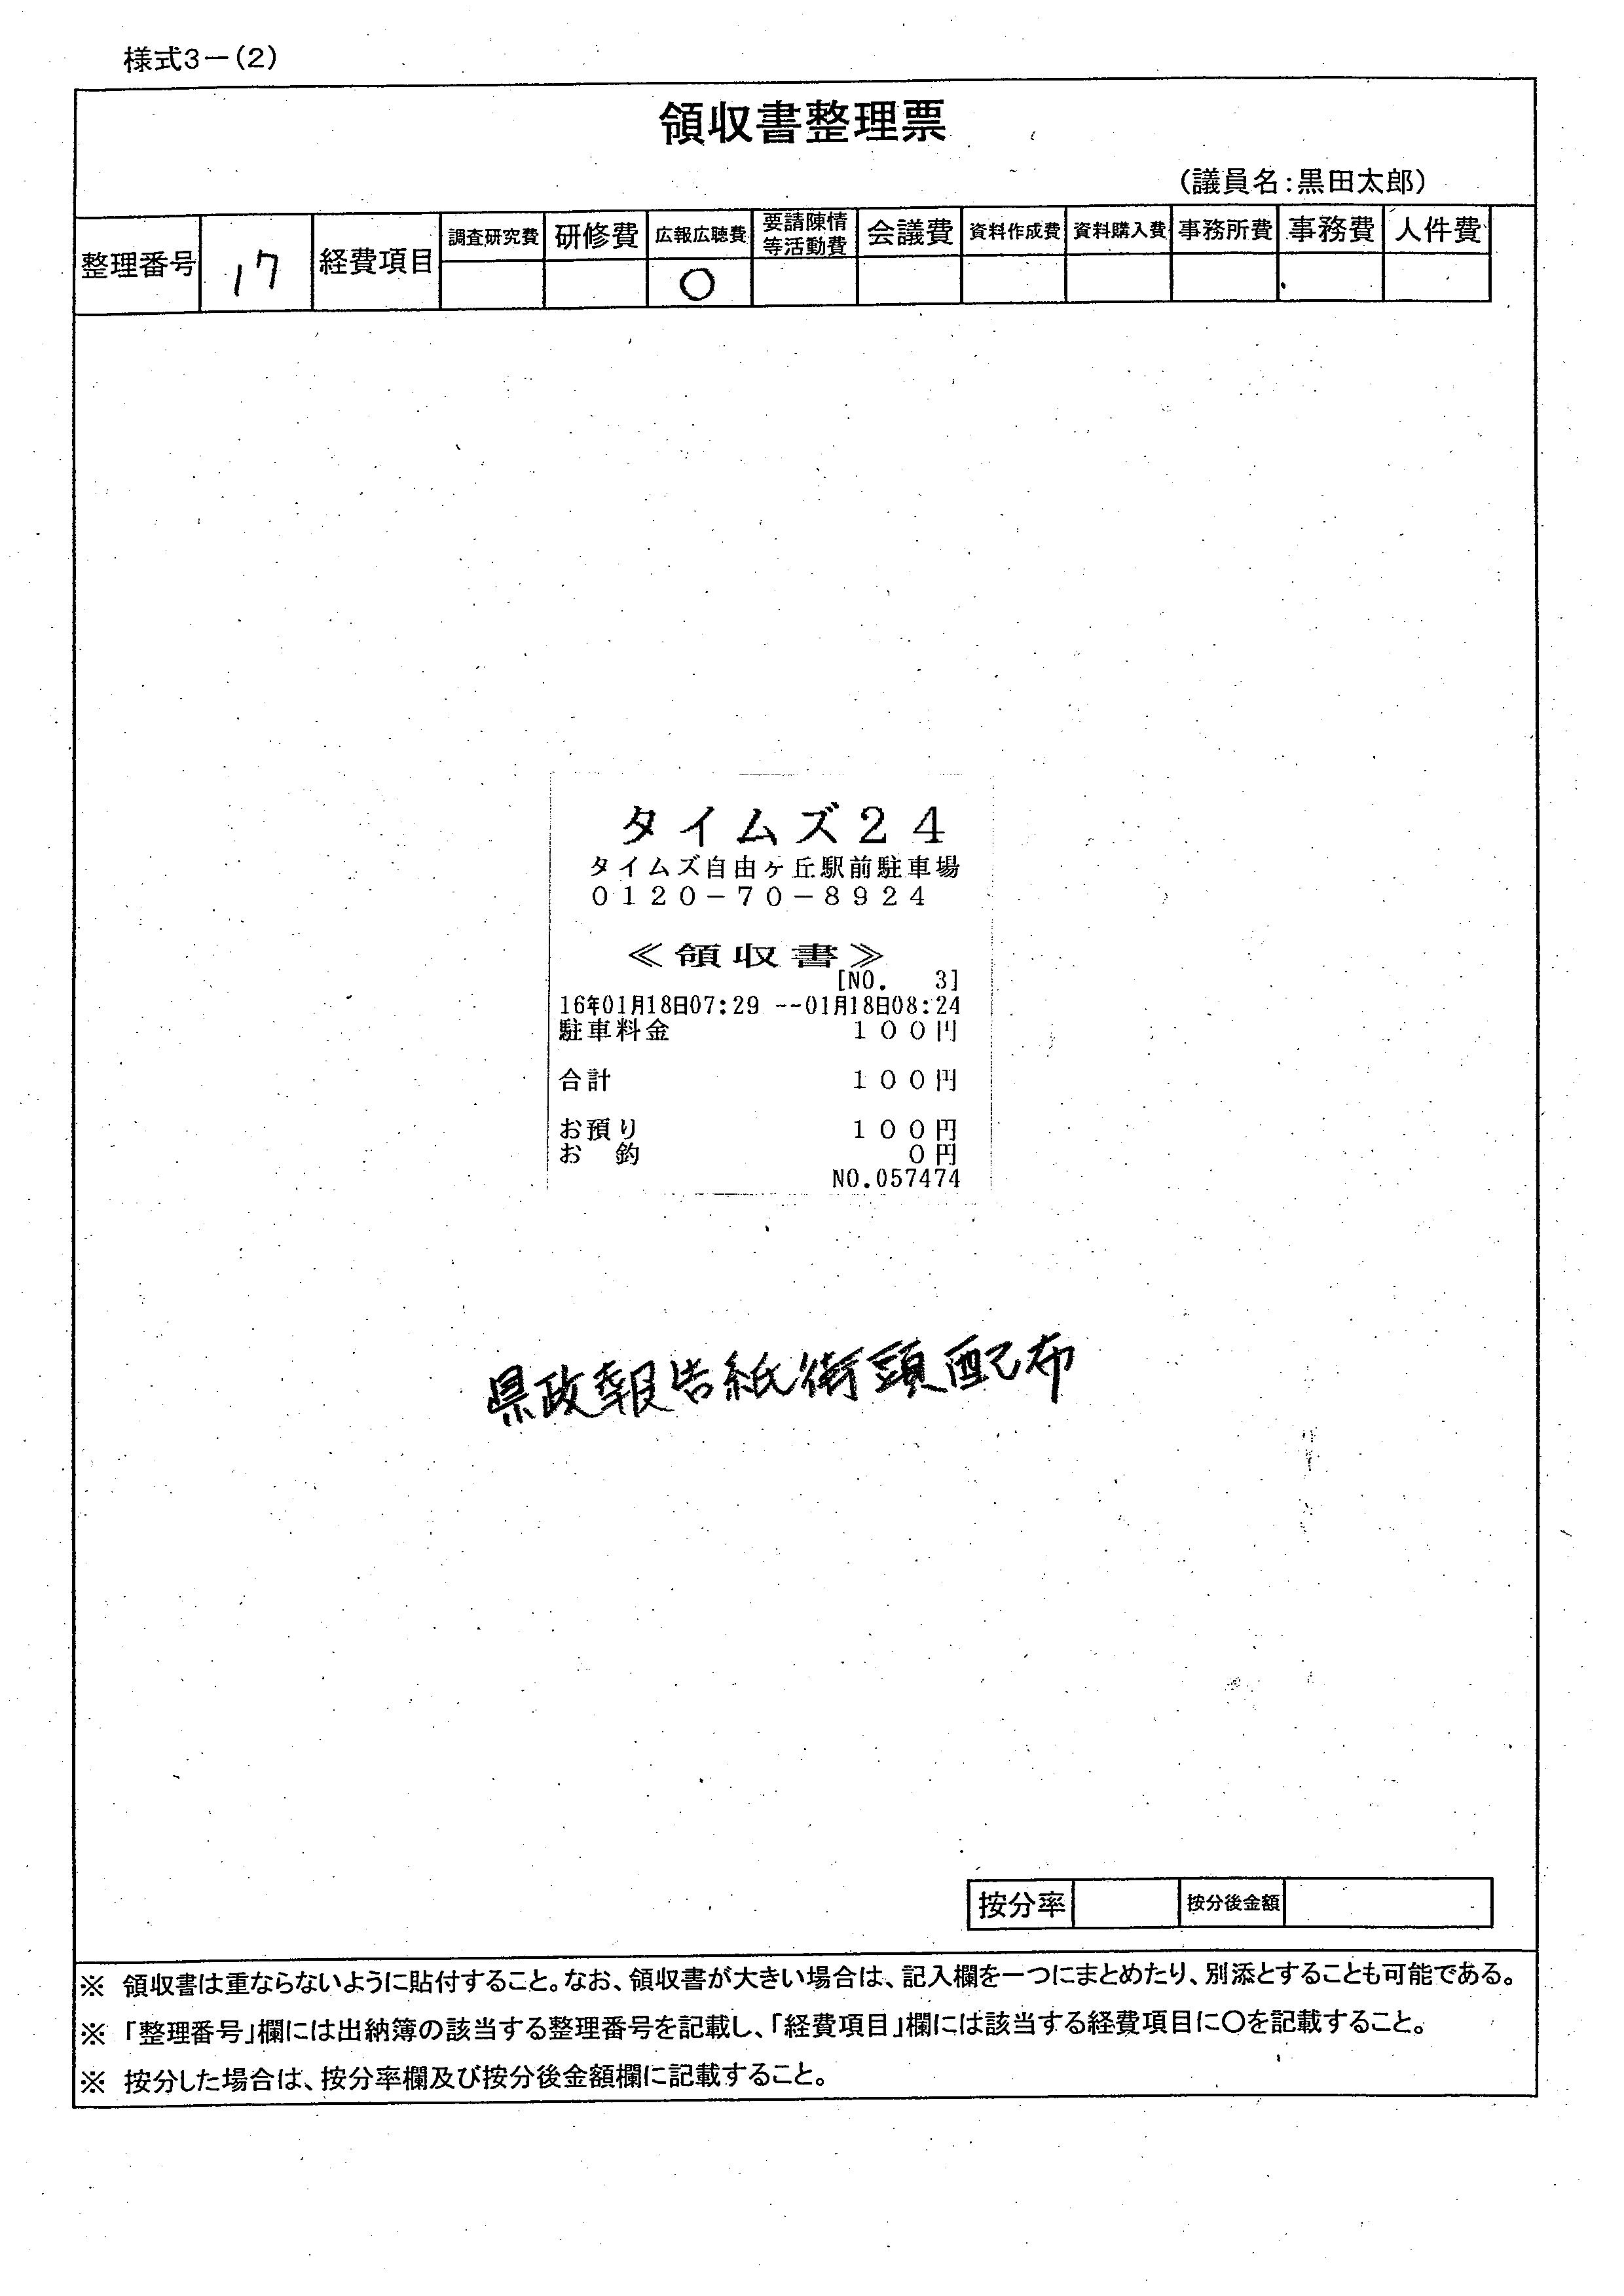 様式3－(2)
領収書整理票
(議員名:黒田太郎)
整理番号 17 経費項目 調査研究費 研修費 広報広聴費 要請陳情等活動費 会議費 資料作成費 資料購入費 事務所費 事務費 人件費
○
タイムズ24
タイムズ自由ヶ丘駅前駐車場
0120－70－8924
≪領収書≫
[NO. 3]
16年01月18日07:29 --01月18日08:24
駐車料金 100円
合計 100円
お預り 100円
お 釣 0円
NO.057474
県政報告紙街頭配布
按分率 按分後金額
※ 領収書は重ならないように貼付すること。なお、領収書が大きい場合は、記入欄を一つにまとめたり、別添とすることも可能である。
※ 「整理番号」欄には出納簿の該当する整理番号を記載し、「経費項目」欄には該当する経費項目に○を記載すること。
※ 按分した場合は、按分率欄及び按分後金額欄に記載すること。